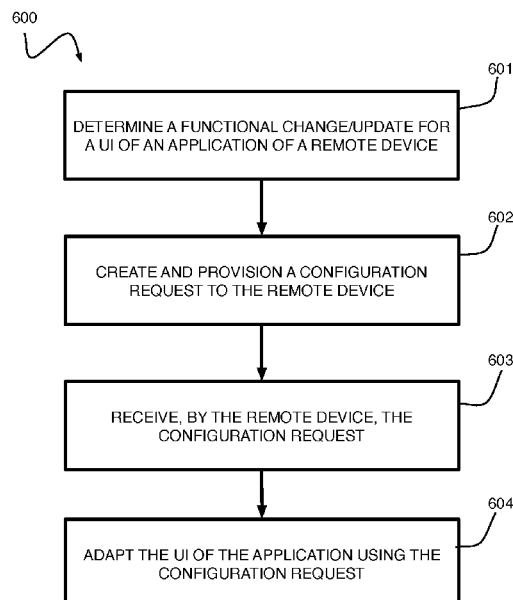 600
601
DETERMINE A FUNCTIONAL CHANGE/UPDATE FOR
A UI OF AN APPLICATION OF A REMOTE DEVICE
602
CREATE AND PROVISION A CONFIGURATION
REQUEST TO THE REMOTE DEVICE
603
RECEIVE, BY THE REMOTE DEVICE, THE
CONFIGURATION REQUEST
604
ADAPT THE UI OF THE APPLICATION USING THE
CONFIGURATION REQUEST